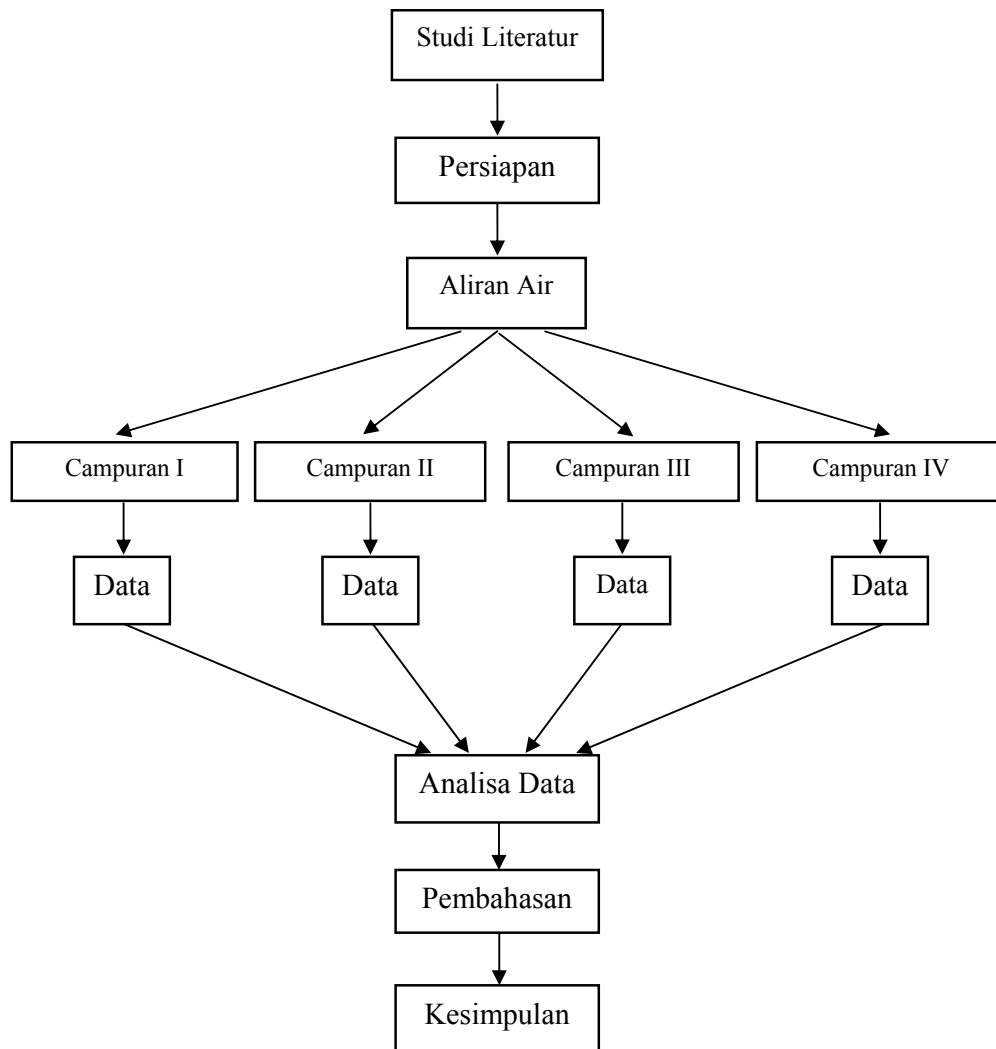 Studi Literatur
Persiapan
Aliran Air
Campuran I
Campuran II
Campuran III
Campuran IV
Data
Data
Data
Data
Analisa Data
Pembahasan
Kesimpulan